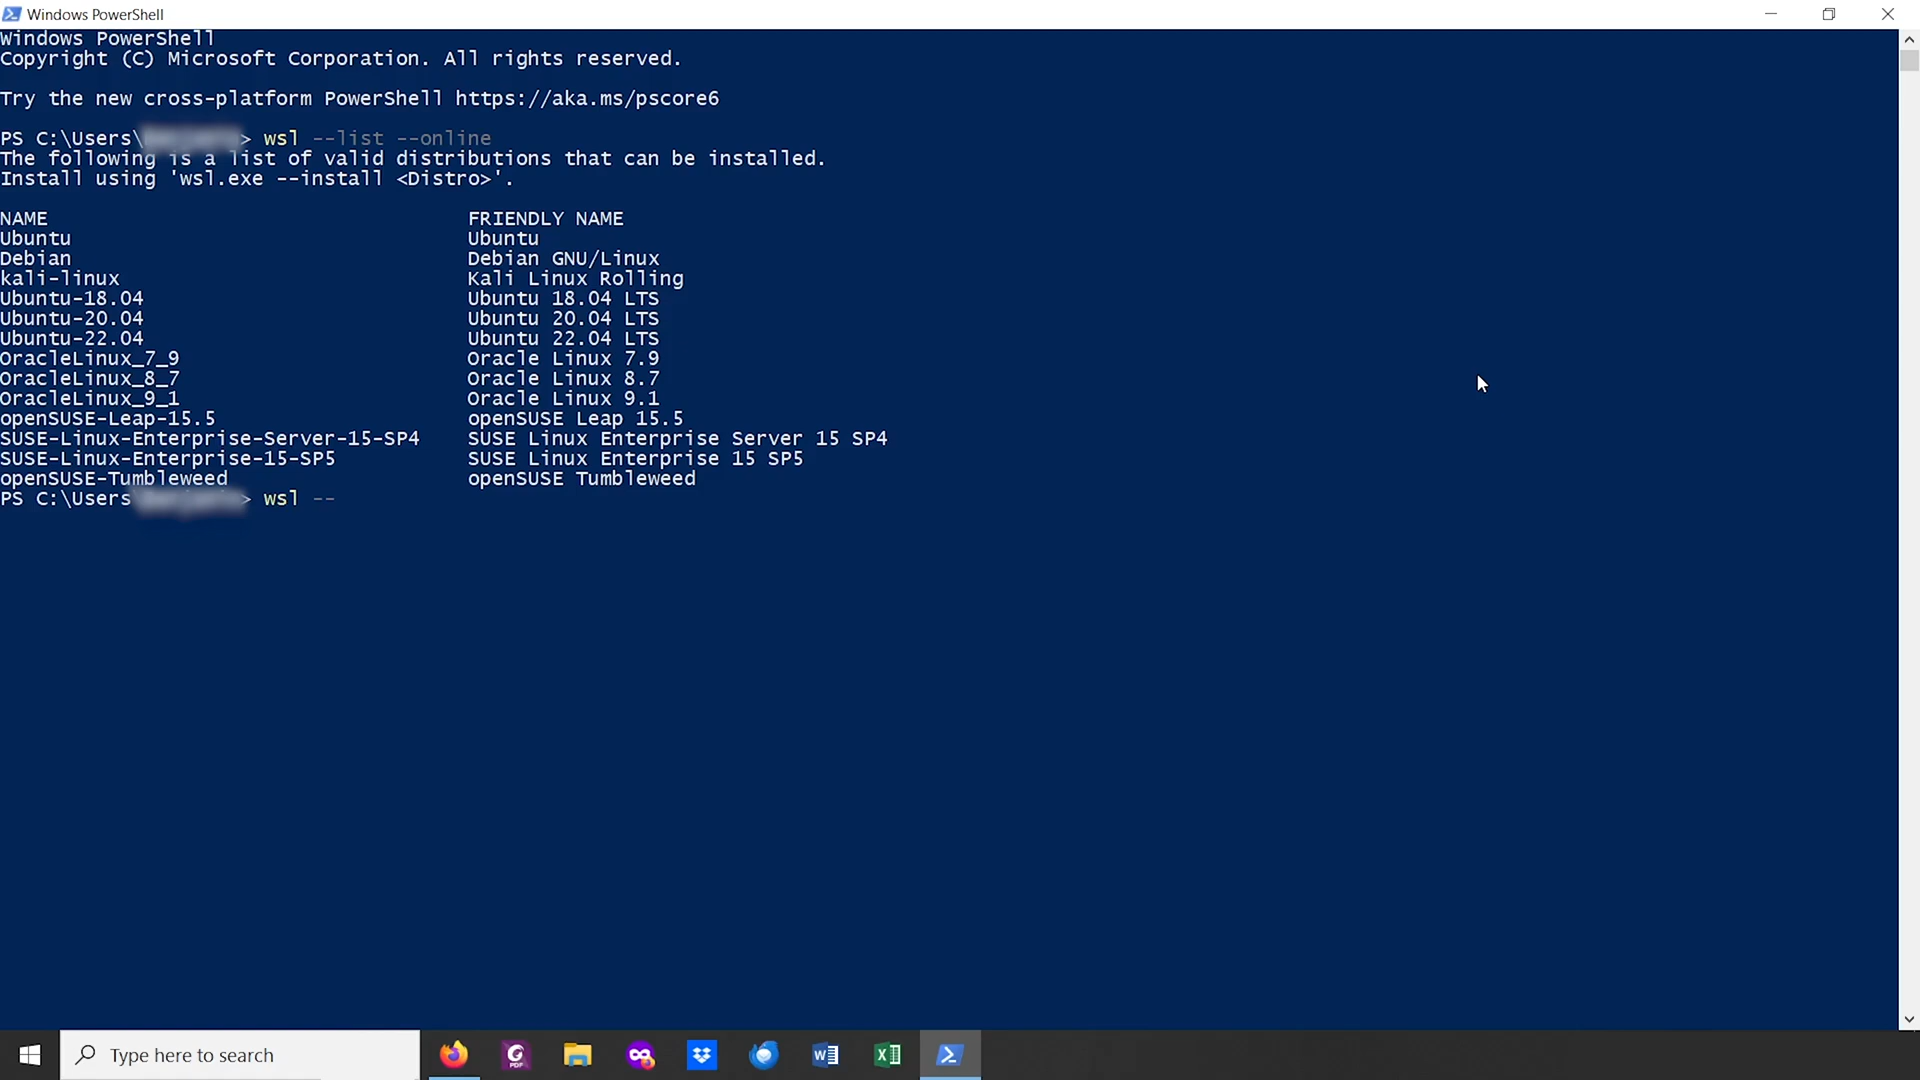 Windows PowerShell
Windows PowerShell
Copyright (C) Microsoft Corporation. All rights reserved.
Try the new cross-platform PowerShell https://aka.ms/pscore6
PS C:\Users\ > wsl --list --online
The following is a list of valid distributions that can be installed.
Install using 'wsl.exe --install <Distro>'.
NAME FRIENDLY NAME
Ubuntu Ubuntu
Debian Debian GNU/Linux
kali-linux Kali Linux Rolling
Ubuntu-18.04 Ubuntu 18.04 LTS
Ubuntu-20.04 Ubuntu 20.04 LTS
Ubuntu-22.04 Ubuntu 22.04 LTS
OracleLinux_7_9 Oracle Linux 7.9
OracleLinux_8_7 Oracle Linux 8.7
OracleLinux_9_1 Oracle Linux 9.1
openSUSE-Leap-15.5 openSUSE Leap 15.5
SUSE-Linux-Enterprise-Server-15-SP4 SUSE Linux Enterprise Server 15 SP4
SUSE-Linux-Enterprise-15-SP5 SUSE Linux Enterprise 15 SP5
openSUSE-Tumbleweed openSUSE Tumbleweed
PS C:\Users > wsl --
Type here to search